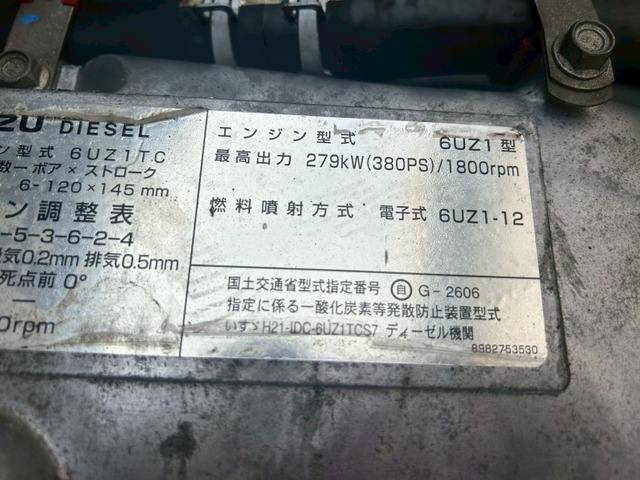 ZU DIESEL
ン型式 6UZ1TC
数ー ボア × ストローク
6-120×145mm
ン調整表
-5-3-6-2-4
気0.2mm 排気0.5mm
死点前 0°
0rpm
エンジン型式 6UZ1型
最高出力 279kW(380PS)/1800rpm
燃料噴射方式 電子式 6UZ1-12
国土交通省型式指定番号 自 G-2606
指定に係る一酸化炭素等発散防止装置型式
いすゞH21-IDC-6UZ1TCS7 ディーゼル機関
8982753530